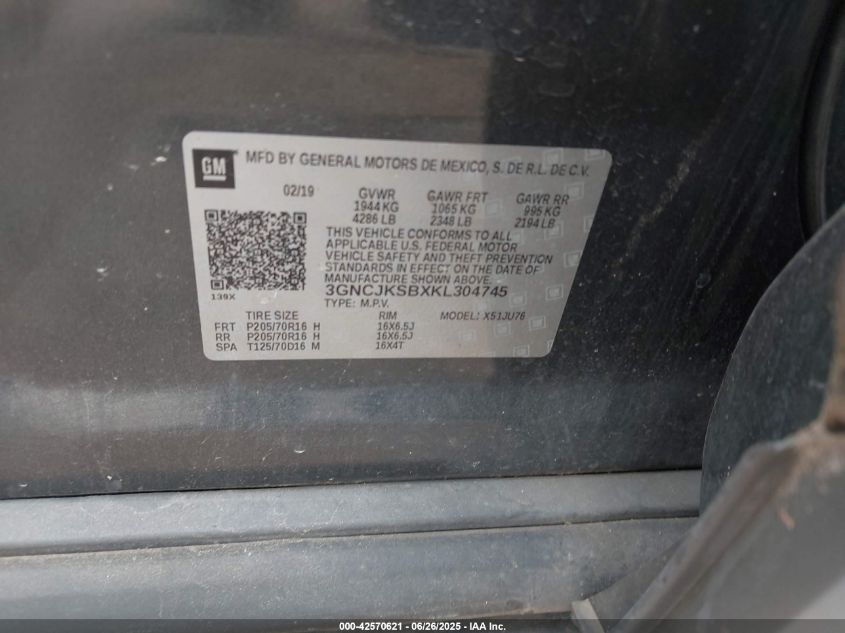 GM MFD BY GENERAL MOTORS DE MEXICO, S. DE R.L. DE C.V.
02/19 GVWR GAWR FRT GAWR RR
1944 KG 1065 KG 995 KG
4286 LB 2348 LB 2194 LB
THIS VEHICLE CONFORMS TO ALL
APPLICABLE U.S. FEDERAL MOTOR
VEHICLE SAFETY AND THEFT PREVENTION
STANDARDS IN EFFECT ON THE DATE OF
MANUFACTURE SHOWN ABOVE.
139X 3GNCJKSBXKL304745
TYPE: M.P.V.
TIRE SIZE RIM MODEL: X51JU76
FRT P205/70R16 H 16X6.5J
RR P205/70R16 H 16X6.5J
SPA T125/70D16 M 16X4T
000-42570621 / 06/26/2025 - IAA Inc.